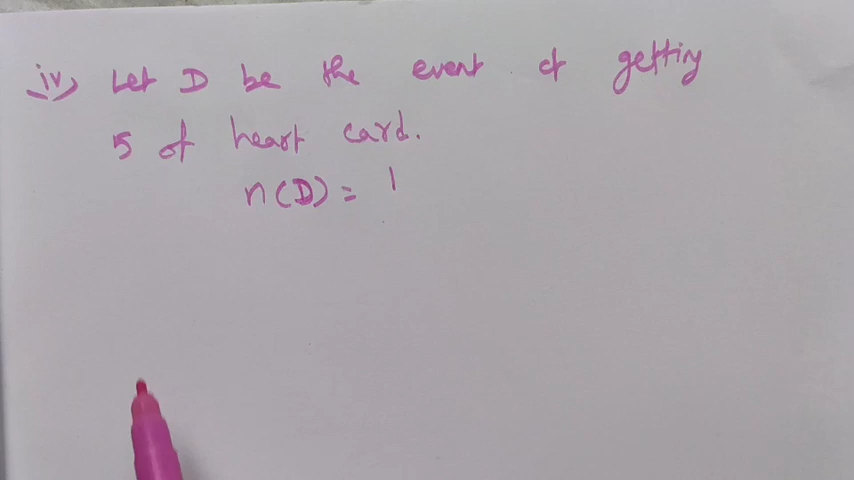 iv) Let D be the event of getting
5 of heart card.
n(D) = 1